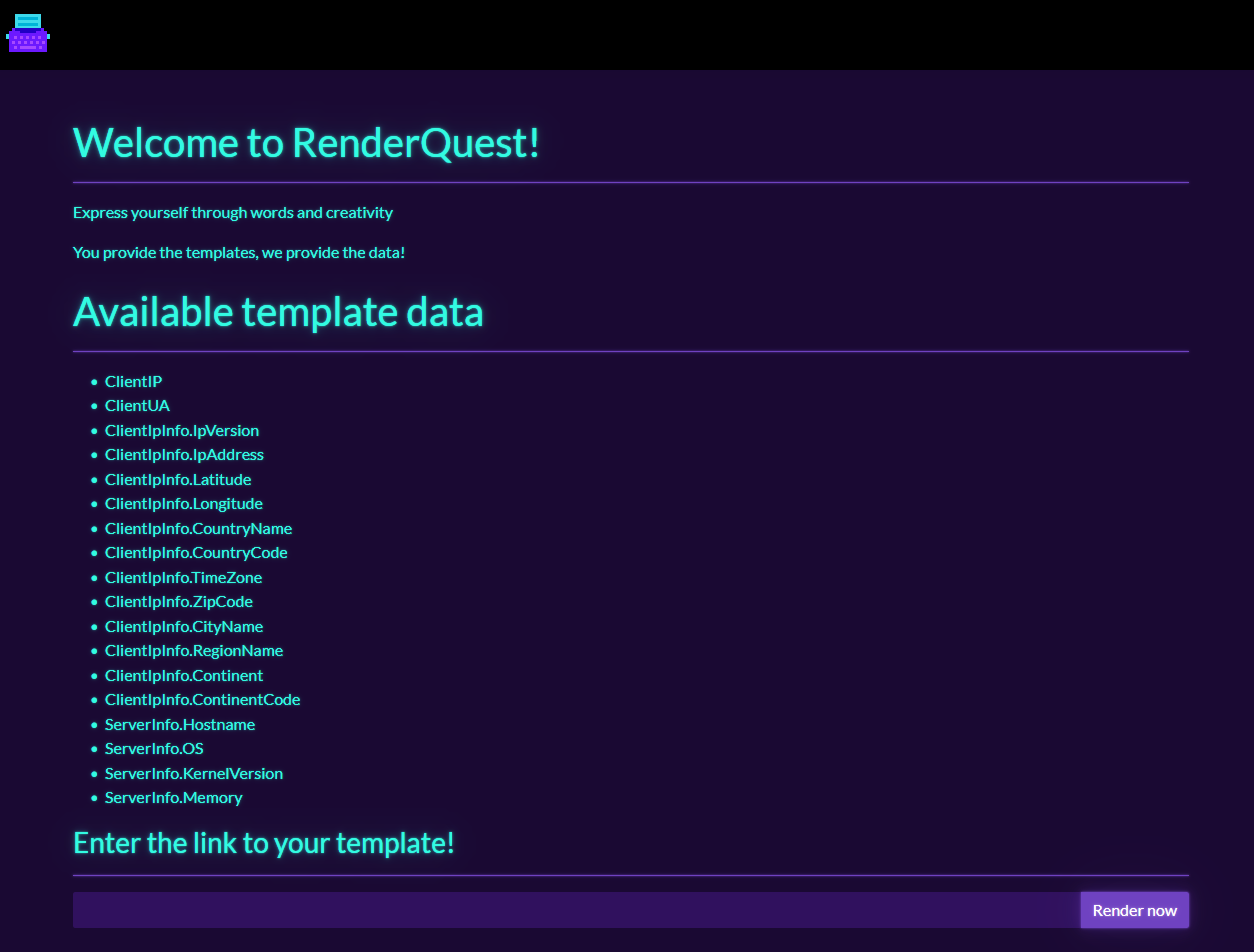 Welcome to RenderQuest!
Express yourself through words and creativity
You provide the templates, we provide the data!
Available template data
ClientIP
ClientUA
ClientIpInfo.IpVersion
ClientIpInfo.IpAddress
ClientIpInfo.Latitude
ClientIpInfo.Longitude
ClientIpInfo.CountryName
ClientIpInfo.CountryCode
ClientIpInfo.TimeZone
ClientIpInfo.ZipCode
ClientIpInfo.CityName
ClientIpInfo.RegionName
ClientIpInfo.Continent
ClientIpInfo.ContinentCode
ServerInfo.Hostname
ServerInfo.OS
ServerInfo.KernelVersion
ServerInfo.Memory
Enter the link to your template!
Render now